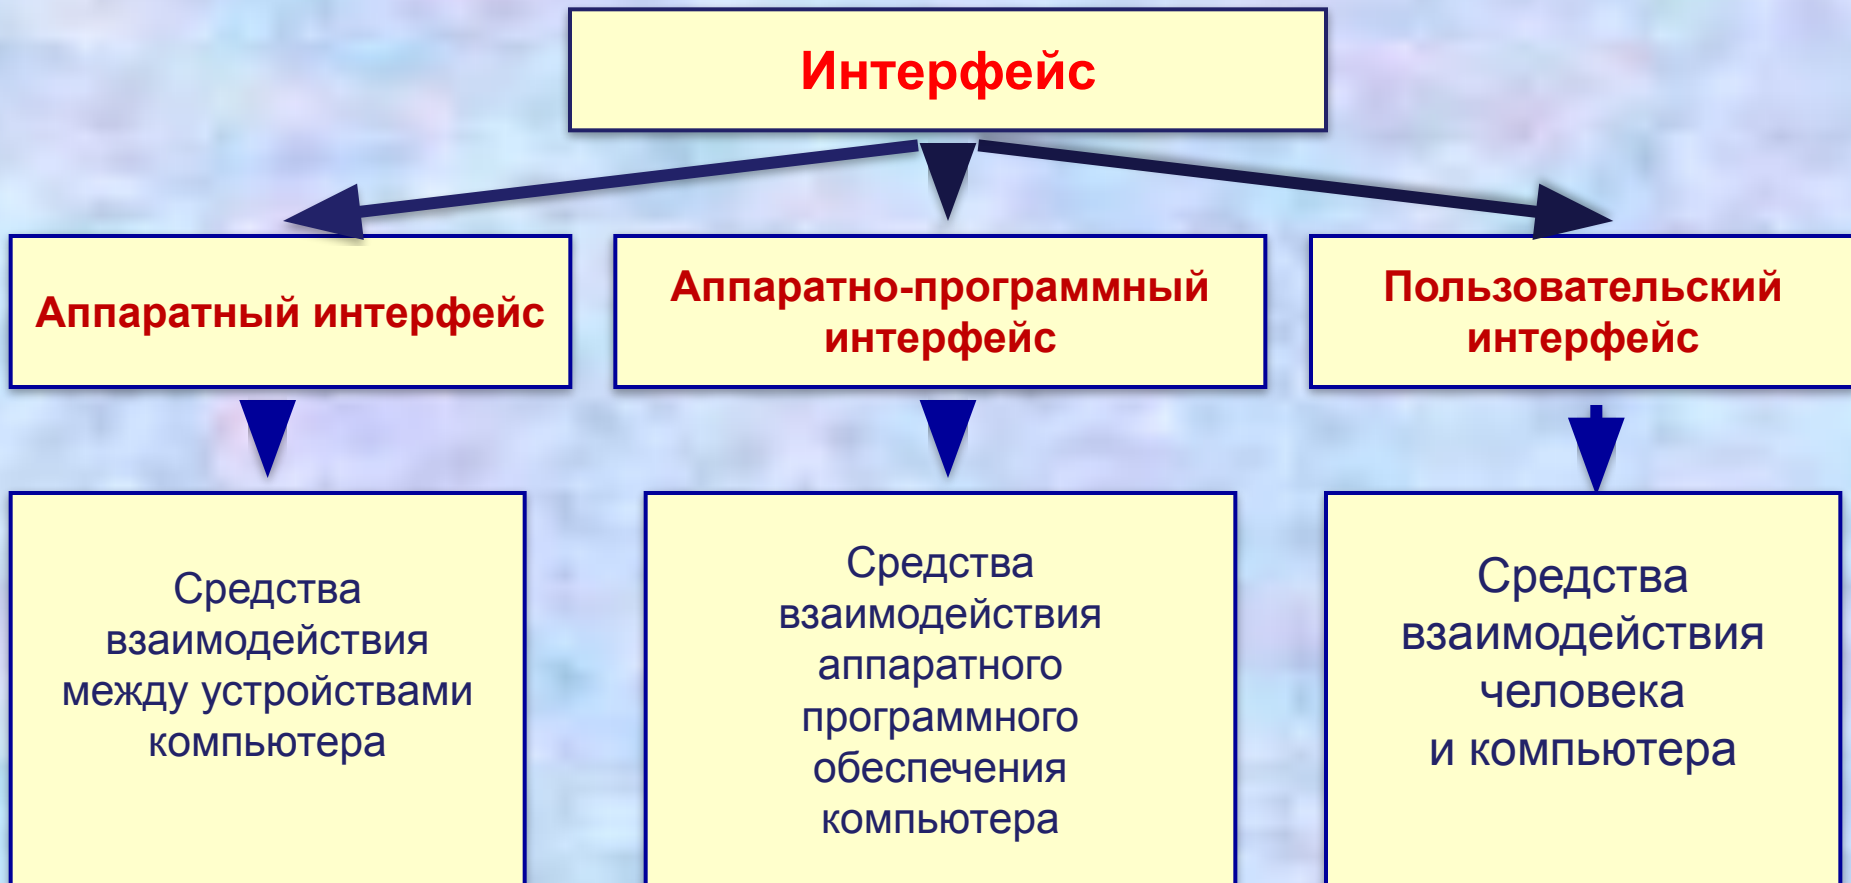 Интерфейс
Аппаратный интерфейс
Аппаратно-программный
интерфейс
Пользовательский
интерфейс
Средства
взаимодействия
между устройствами
компьютера
Средства
взаимодействия
аппаратного
программного
обеспечения
компьютера
Средства
взаимодействия
человека
и компьютера